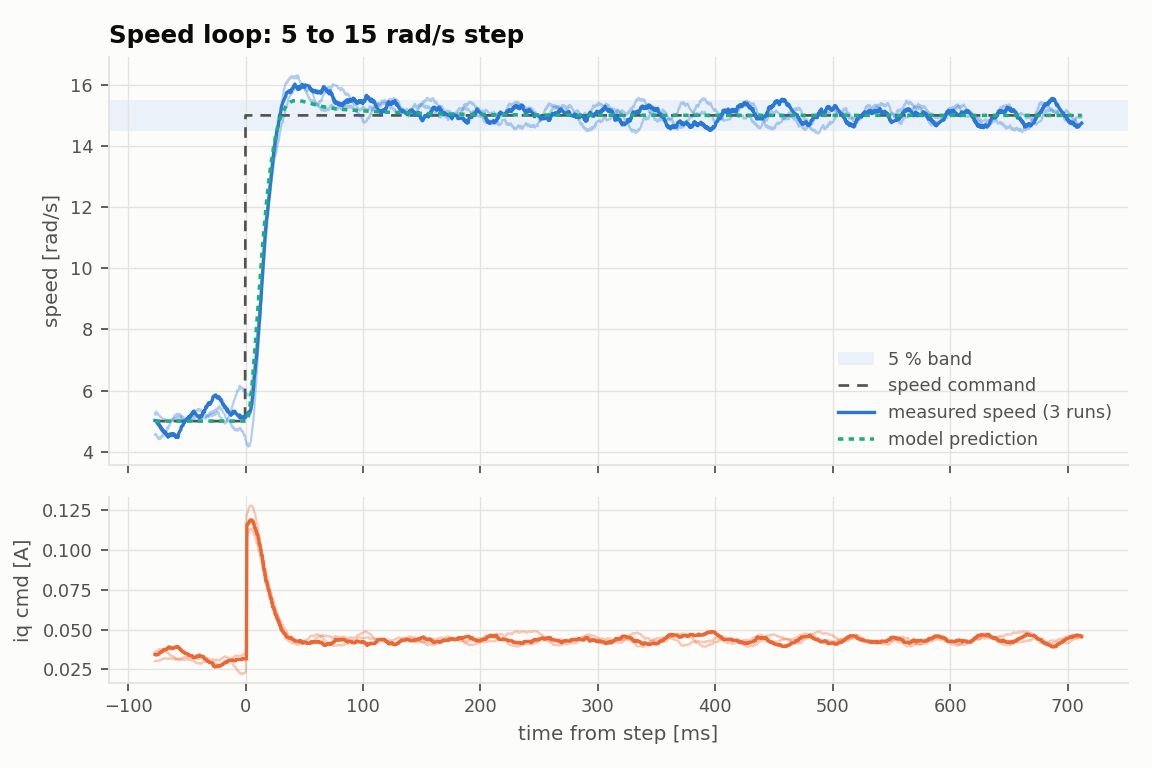 Speed loop: 5 to 15 rad/s step
speed [rad/s]
16
14
12
10
8
6
4
5 % band
speed command
measured speed (3 runs)
model prediction
iq cmd [A]
0.125
0.100
0.075
0.050
0.025
−100 0 100 200 300 400 500 600 700
time from step [ms]